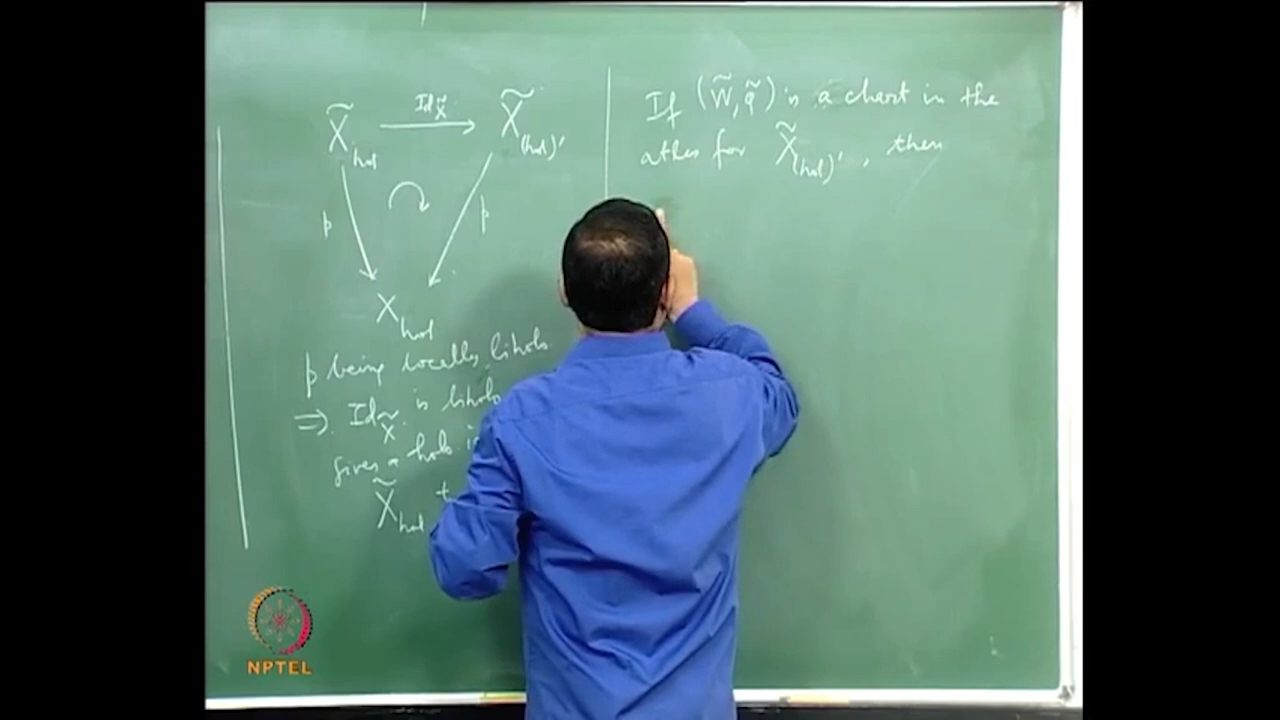 Id_X̃
X̃_hol → X̃_(hol)'
p p
X_hol
p being locally biholo.
⇒ Id_X̃ is biholo
gives a holo
X̃_hol
If (W̃, φ̃) is a chart in the
atlas for X̃_(hol)', then
NPTEL